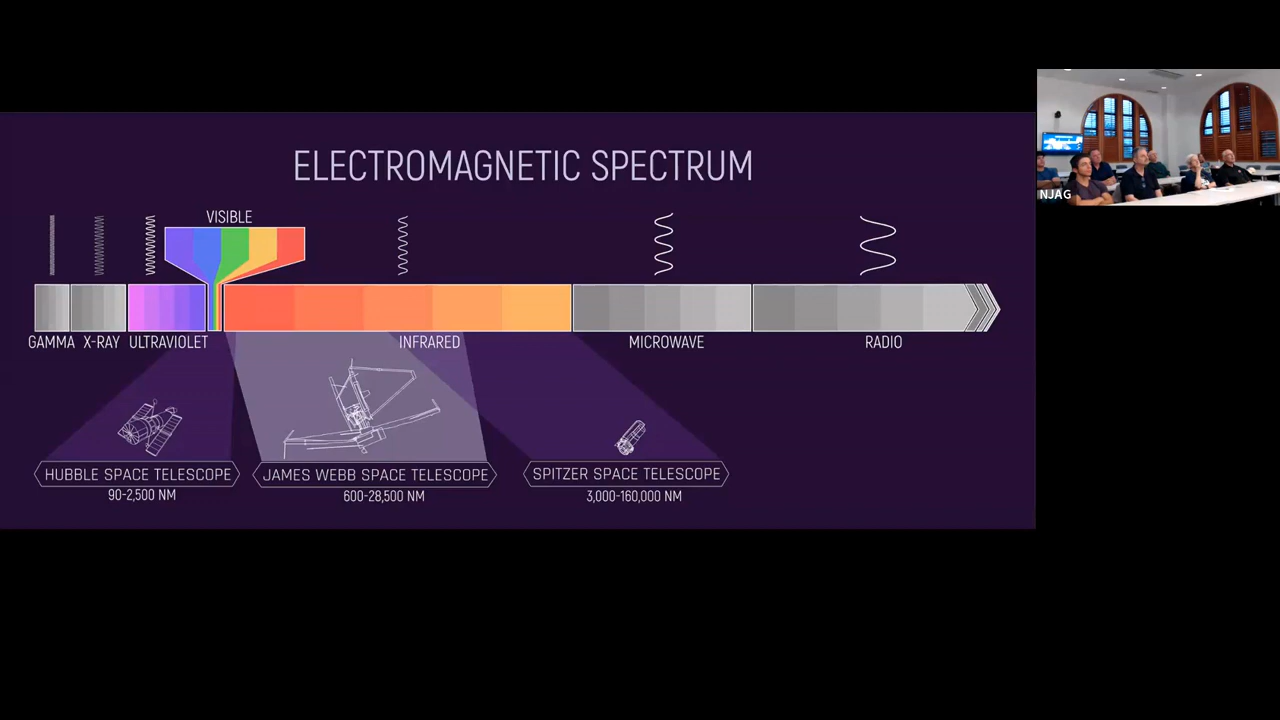 ELECTROMAGNETIC SPECTRUM
VISIBLE
GAMMA X-RAY ULTRAVIOLET INFRARED MICROWAVE RADIO
HUBBLE SPACE TELESCOPE
90-2,500 NM
JAMES WEBB SPACE TELESCOPE
600-28,500 NM
SPITZER SPACE TELESCOPE
3,000-160,000 NM
NJAG